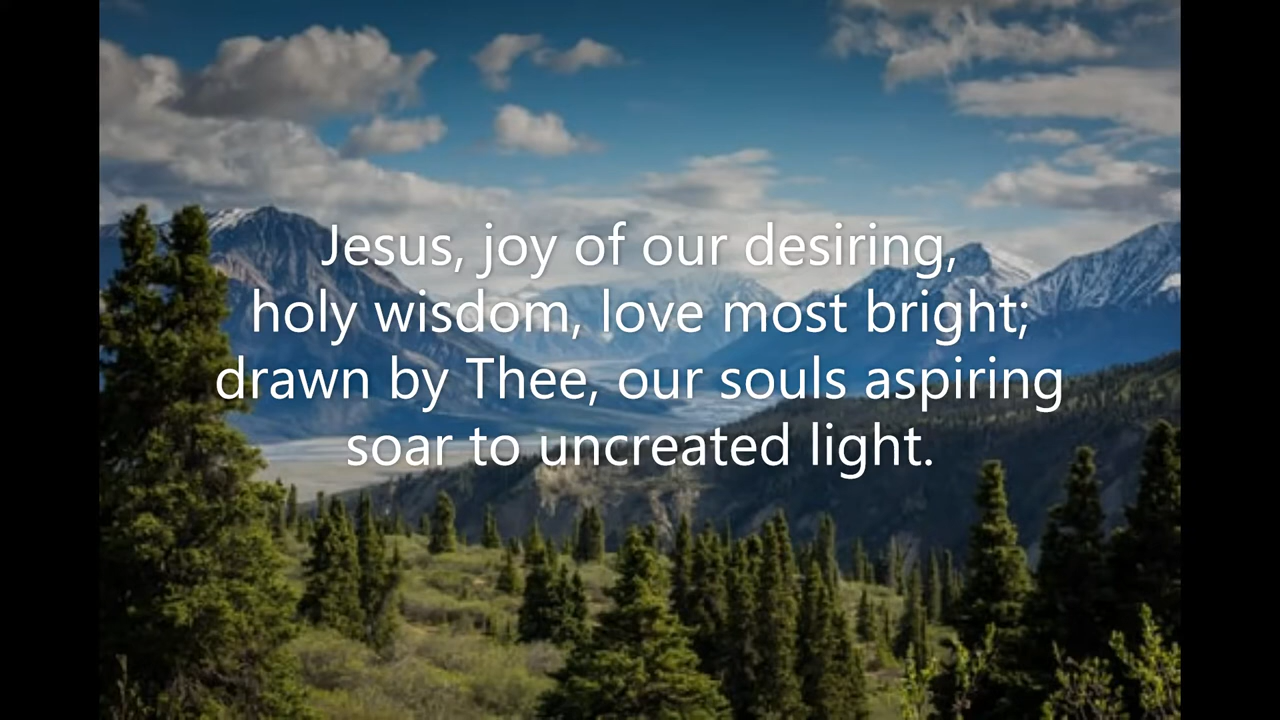 Jesus, joy of our desiring,
holy wisdom, love most bright;
drawn by Thee, our souls aspiring
soar to uncreated light.